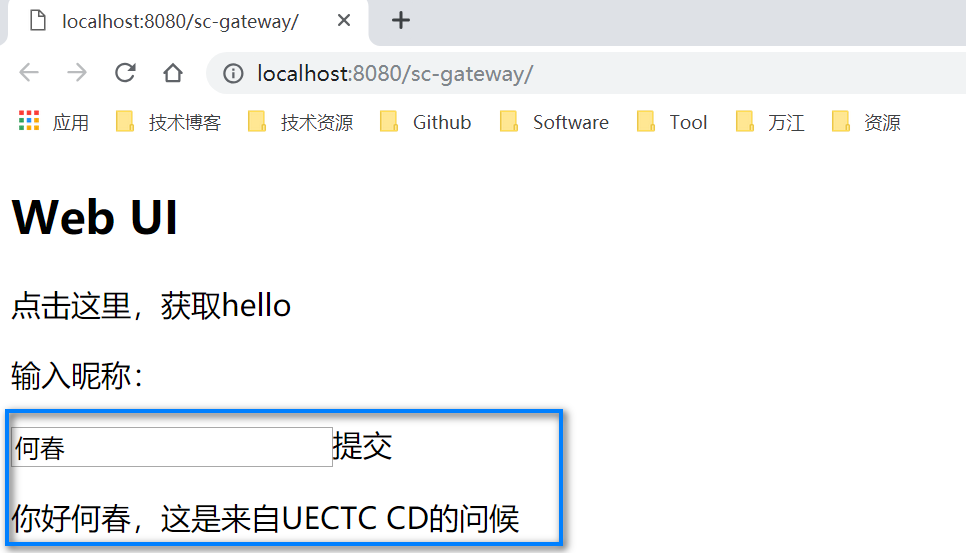 localhost:8080/sc-gateway/
localhost:8080/sc-gateway/
应用 技术博客 技术资源 Github Software Tool 万江 资源
Web UI
点击这里，获取hello
输入昵称：
何春 提交
你好何春，这是来自UECTC CD的问候